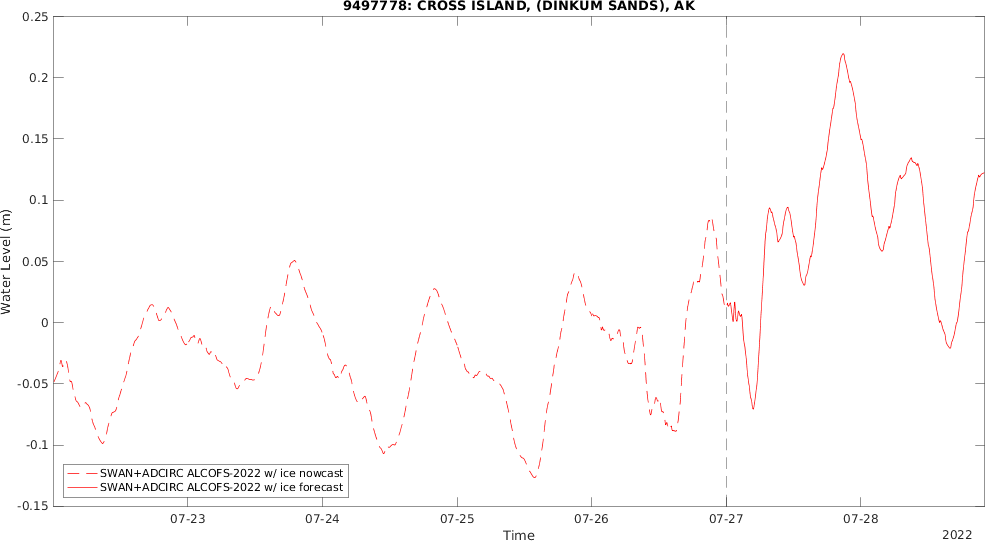 9497778: CROSS ISLAND, (DINKUM SANDS), AK
0.25
0.2
0.15
0.1
0.05
0
-0.05
-0.1
-0.15
Water Level (m)
SWAN+ADCIRC ALCOFS-2022 w/ ice nowcast
SWAN+ADCIRC ALCOFS-2022 w/ ice forecast
07-23 07-24 07-25 07-26 07-27 07-28
Time
2022